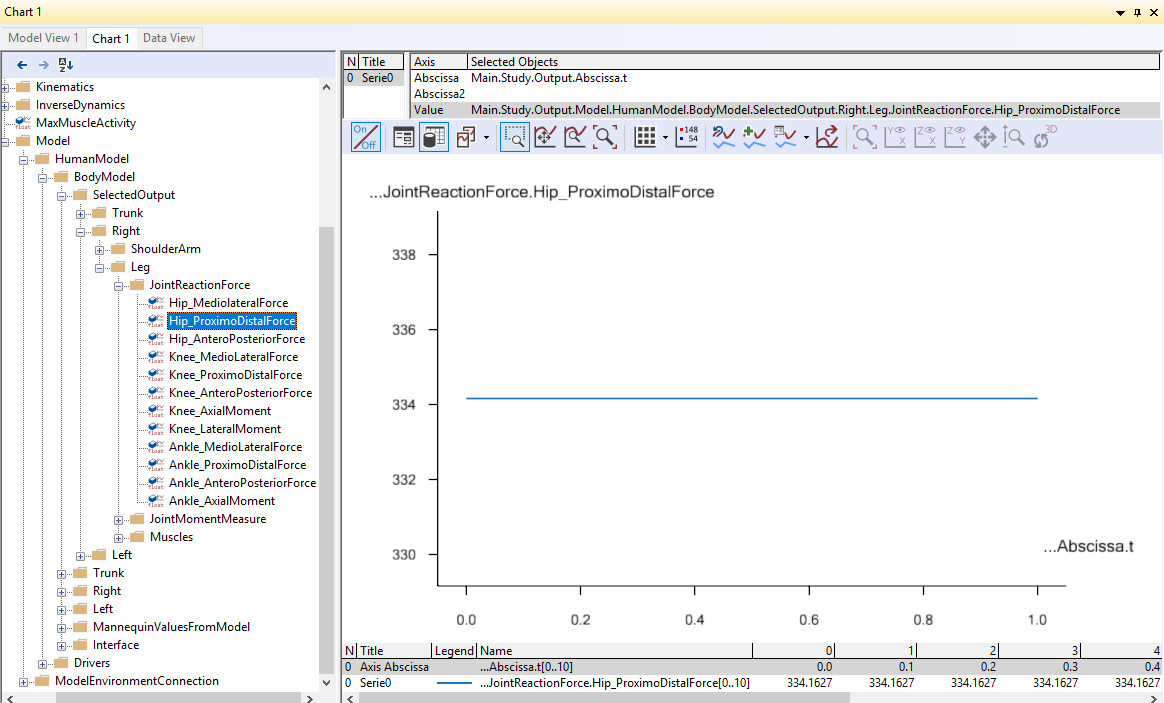 Chart 1
Model View 1 Chart 1 Data View
Kinematics
InverseDynamics
MaxMuscleActivity
Model
HumanModel
BodyModel
SelectedOutput
Trunk
Right
ShoulderArm
Leg
JointReactionForce
Hip_MediolateralForce
Hip_ProximoDistalForce
Hip_AnteroPosteriorForce
Knee_MedioLateralForce
Knee_ProximoDistalForce
Knee_AnteroPosteriorForce
Knee_AxialMoment
Knee_LateralMoment
Ankle_MedioLateralForce
Ankle_ProximoDistalForce
Ankle_AnteroPosteriorForce
Ankle_AxialMoment
JointMomentMeasure
Muscles
Left
Trunk
Right
Left
MannequinValuesFromModel
Interface
Drivers
ModelEnvironmentConnection
N Title
0 Serie0
Axis Selected Objects
Abscissa Main.Study.Output.Abscissa.t
Abscissa2
Value Main.Study.Output.Model.HumanModel.BodyModel.SelectedOutput.Right.Leg.JointReactionForce.Hip_ProximoDistalForce
On/Off
148
54
3D
...JointReactionForce.Hip_ProximoDistalForce
338
336
334
332
330
...Abscissa.t
0.0 0.2 0.4 0.6 0.8 1.0
N Title Legend Name 0 1 2 3 4
0 Axis Abscissa ...Abscissa.t[0..10] 0.0 0.1 0.2 0.3 0.4
0 Serie0 ...JointReactionForce.Hip_ProximoDistalForce[0..10] 334.1627 334.1627 334.1627 334.1627 334.1627